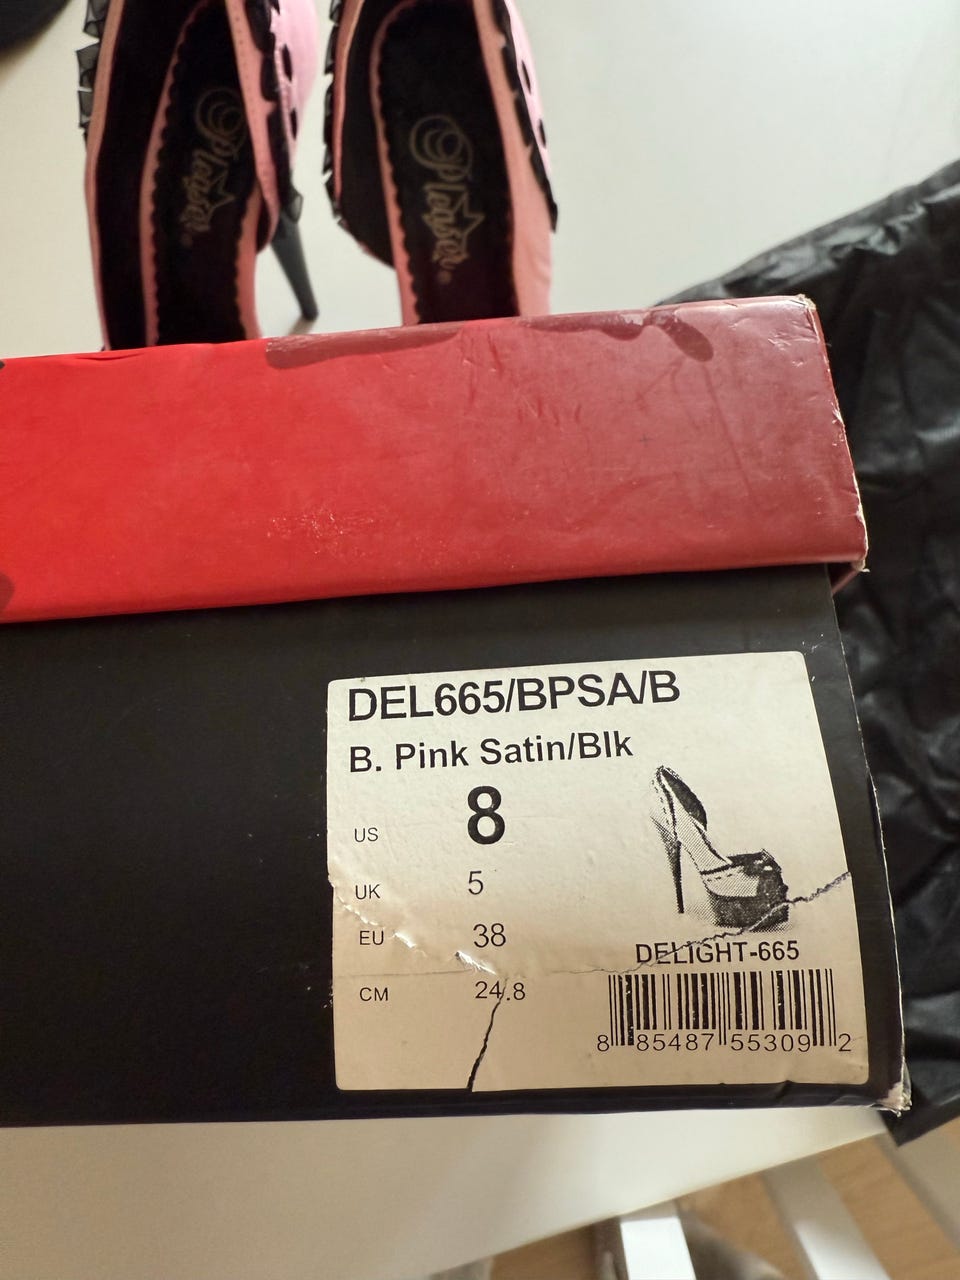 Pleaser
Pleaser
DEL665/BPSA/B
B. Pink Satin/Blk
US 8
UK 5
EU 38
CM 24.8
DELIGHT-665
8 85487 55309 2